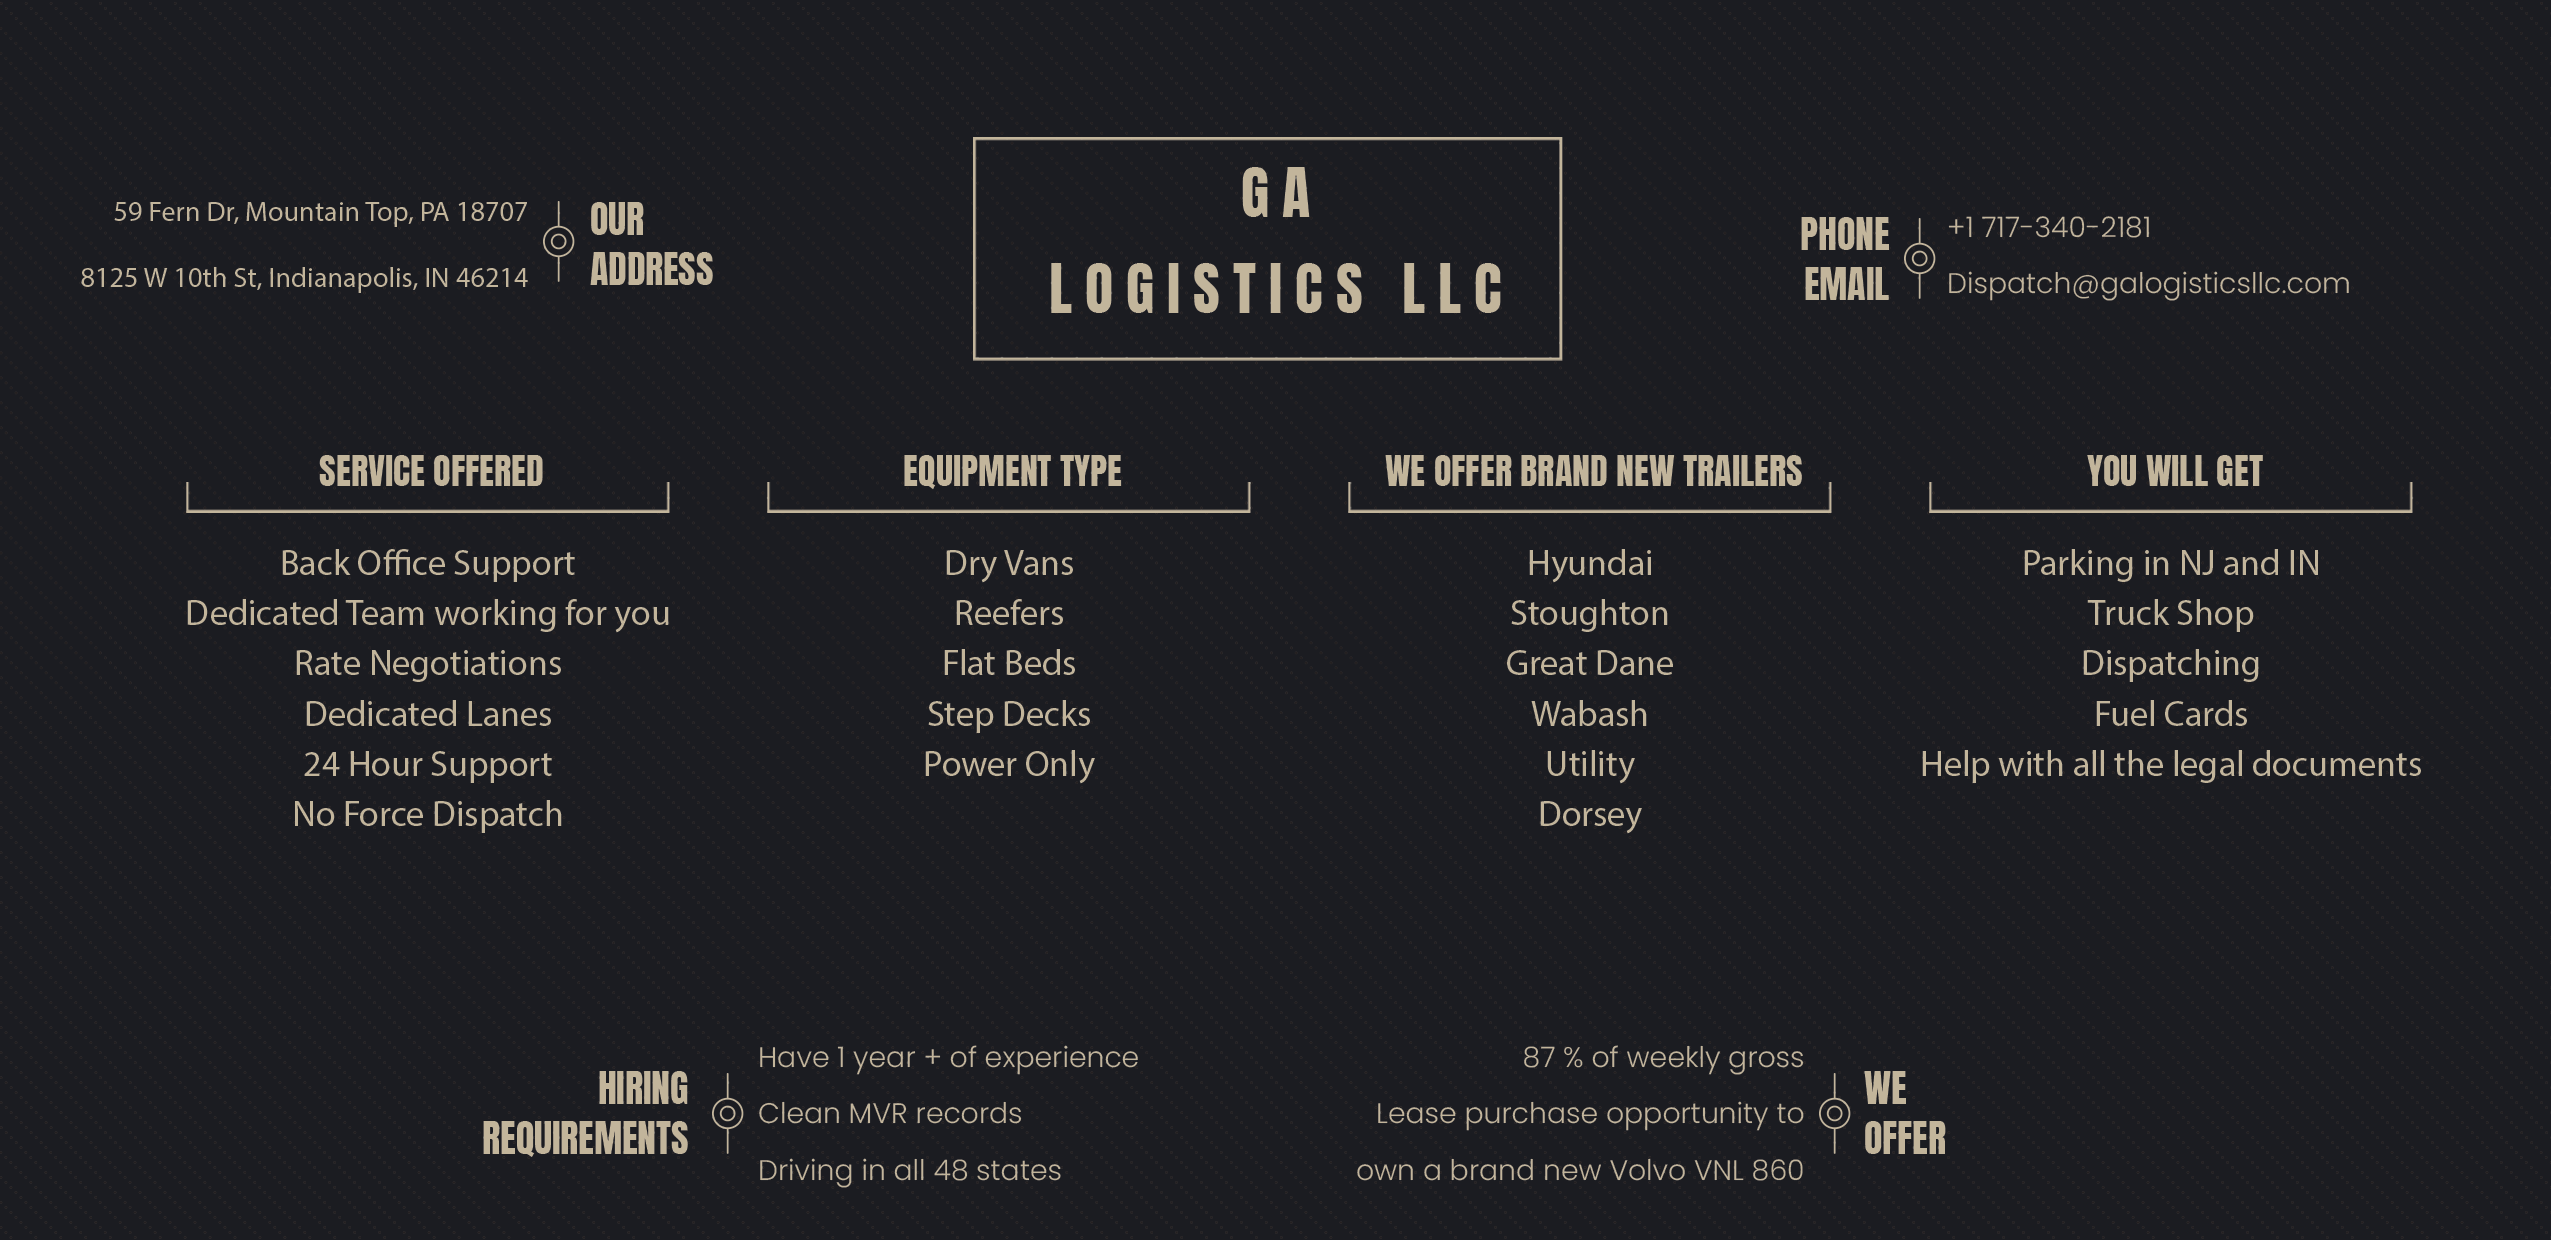 59 Fern Dr, Mountain Top, PA 18707
8125 W 10th St, Indianapolis, IN 46214
OUR
ADDRESS
GA
LOGISTICS LLC
PHONE
EMAIL
+1 717-340-2181
Dispatch@galogisticsllc.com
SERVICE OFFERED
Back Office Support
Dedicated Team working for you
Rate Negotiations
Dedicated Lanes
24 Hour Support
No Force Dispatch
EQUIPMENT TYPE
Dry Vans
Reefers
Flat Beds
Step Decks
Power Only
WE OFFER BRAND NEW TRAILERS
Hyundai
Stoughton
Great Dane
Wabash
Utility
Dorsey
YOU WILL GET
Parking in NJ and IN
Truck Shop
Dispatching
Fuel Cards
Help with all the legal documents
HIRING
REQUIREMENTS
Have 1 year + of experience
Clean MVR records
Driving in all 48 states
87 % of weekly gross
Lease purchase opportunity to
own a brand new Volvo VNL 860
WE
OFFER